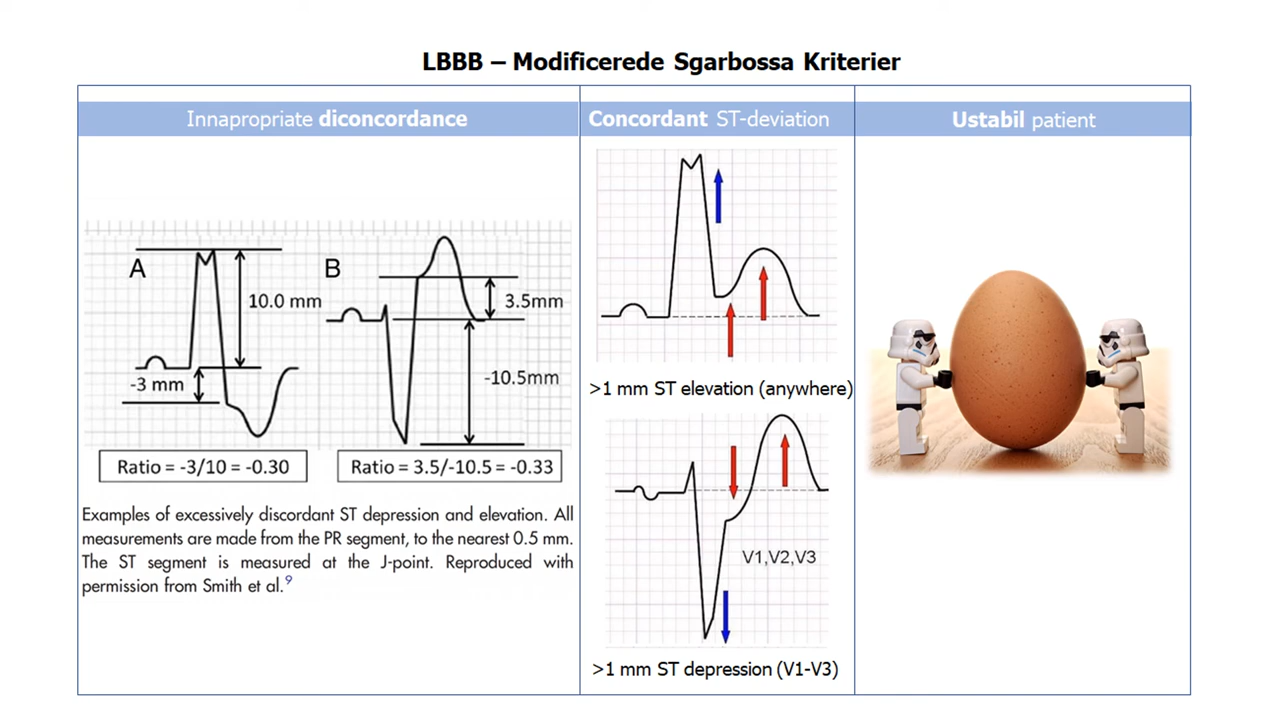 LBBB – Modificerede Sgarbossa Kriterier
Innapropriate diconcordance
Concordant ST-deviation
Ustabil patient
A
10.0 mm
-3 mm
B
3.5mm
-10.5mm
Ratio = -3/10 = -0.30
Ratio = 3.5/-10.5 = -0.33
Examples of excessively discordant ST depression and elevation. All
measurements are made from the PR segment, to the nearest 0.5 mm.
The ST segment is measured at the J-point. Reproduced with
permission from Smith et al.9
>1 mm ST elevation (anywhere)
V1,V2,V3
>1 mm ST depression (V1-V3)